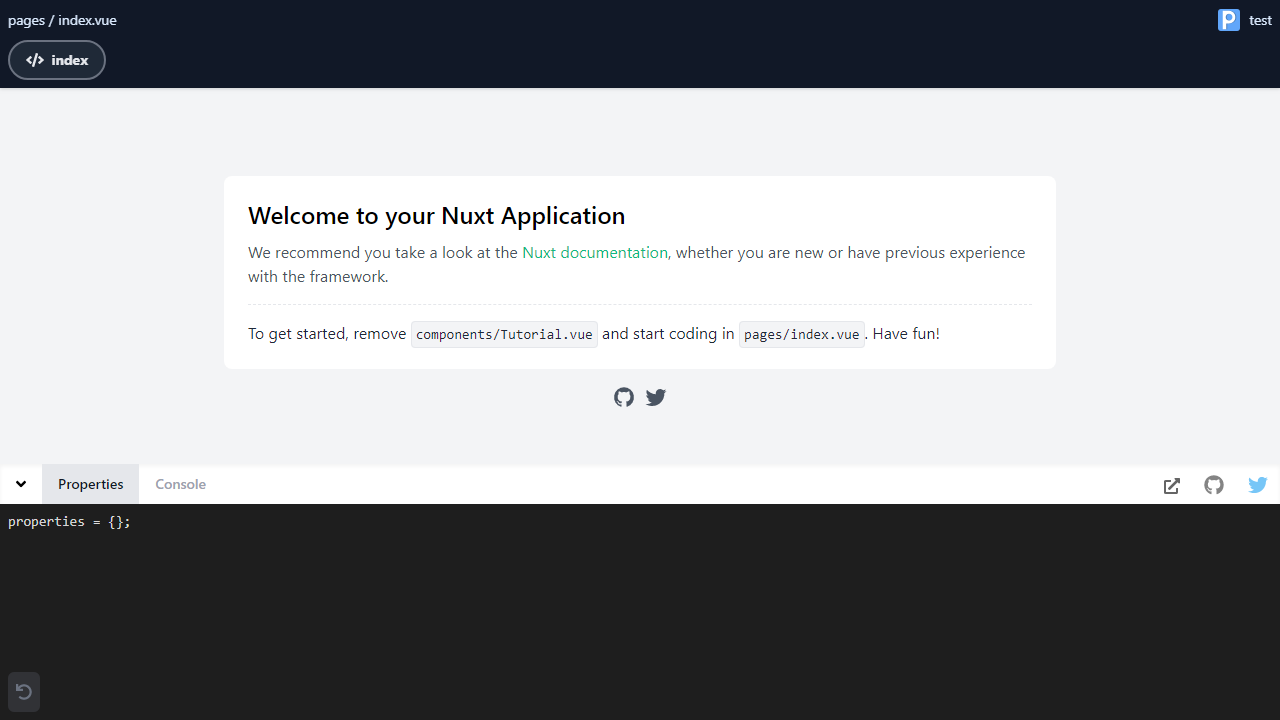 pages / index.vue
P test
</> index
Welcome to your Nuxt Application
We recommend you take a look at the Nuxt documentation, whether you are new or have previous experience
with the framework.
To get started, remove components/Tutorial.vue and start coding in pages/index.vue. Have fun!
Properties Console
properties = {};